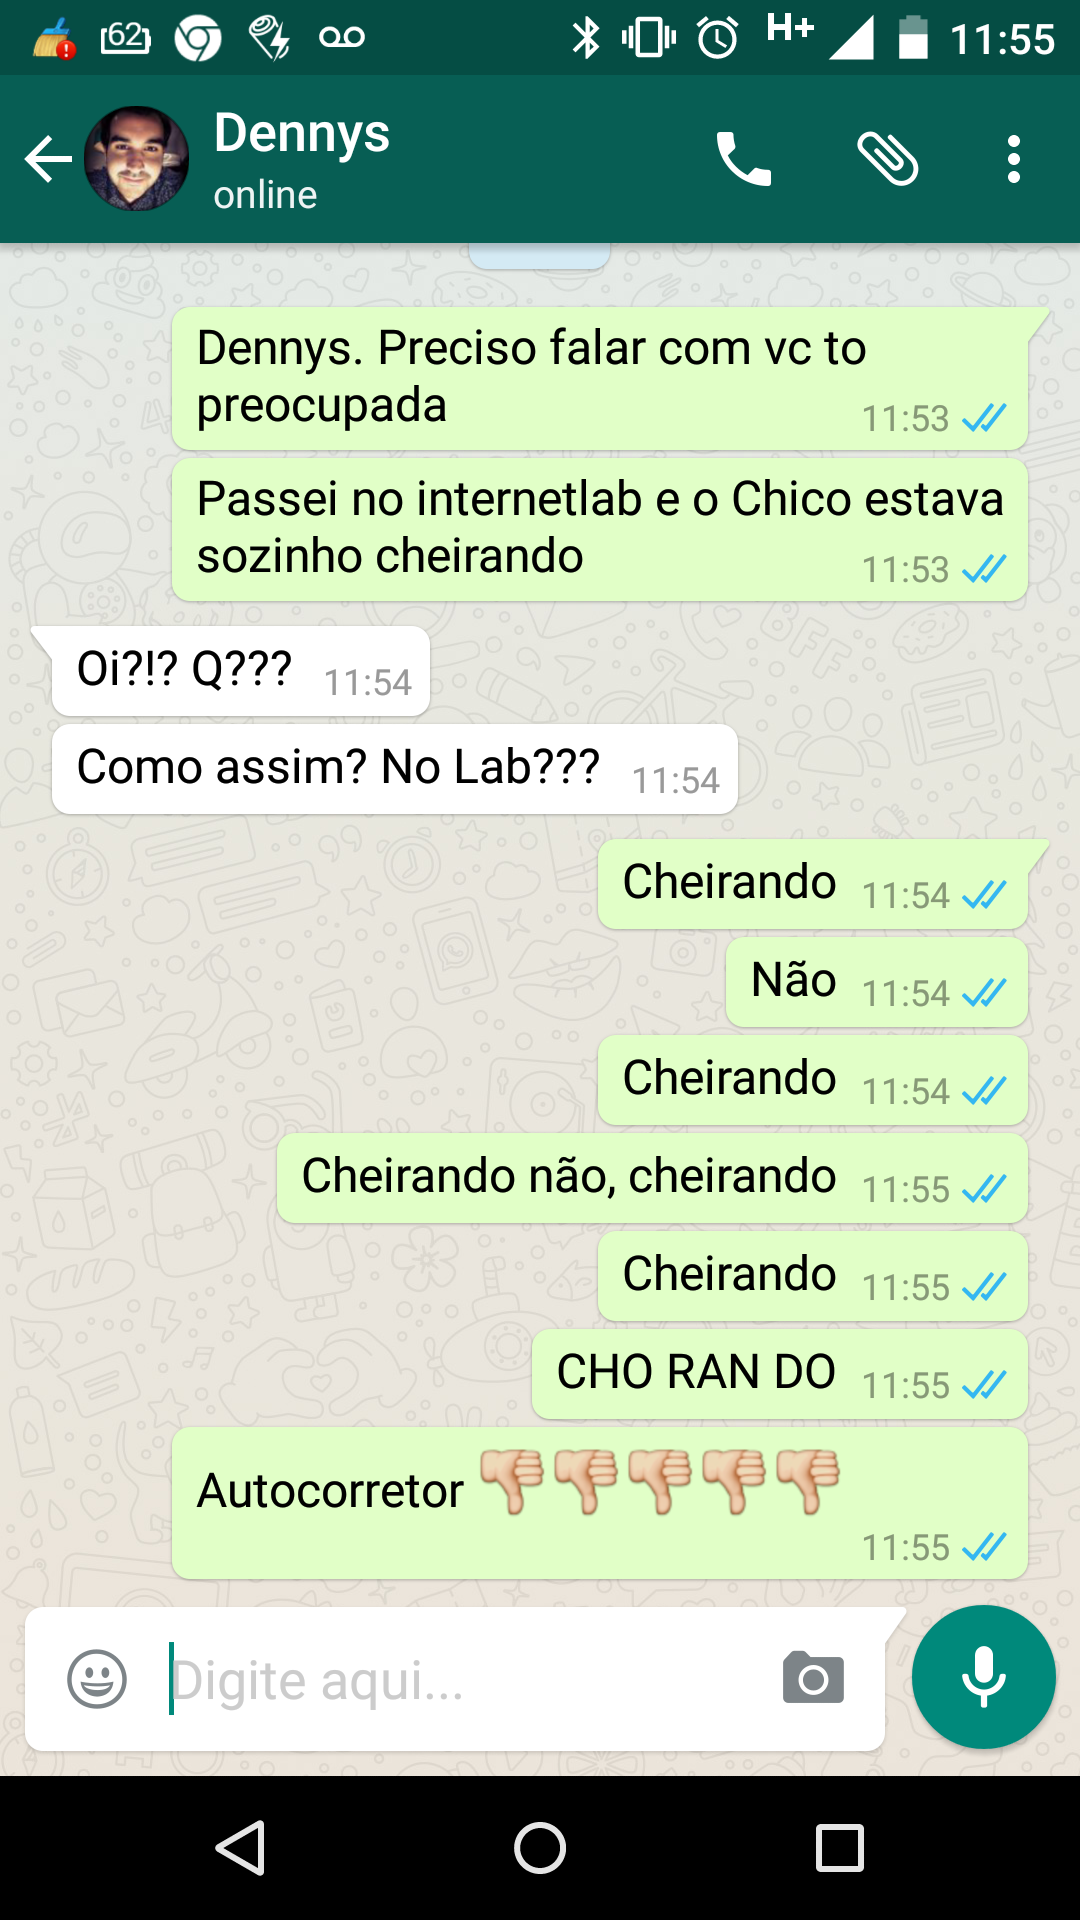 62
H+
11:55
Dennys
online
Dennys. Preciso falar com vc to
preocupada
11:53
Passei no internetlab e o Chico estava
sozinho cheirando
11:53
Oi?!? Q???
11:54
Como assim? No Lab???
11:54
Cheirando
11:54
Não
11:54
Cheirando
11:54
Cheirando não, cheirando
11:55
Cheirando
11:55
CHO RAN DO
11:55
Autocorretor 👎👎👎👎👎
11:55
Digite aqui...